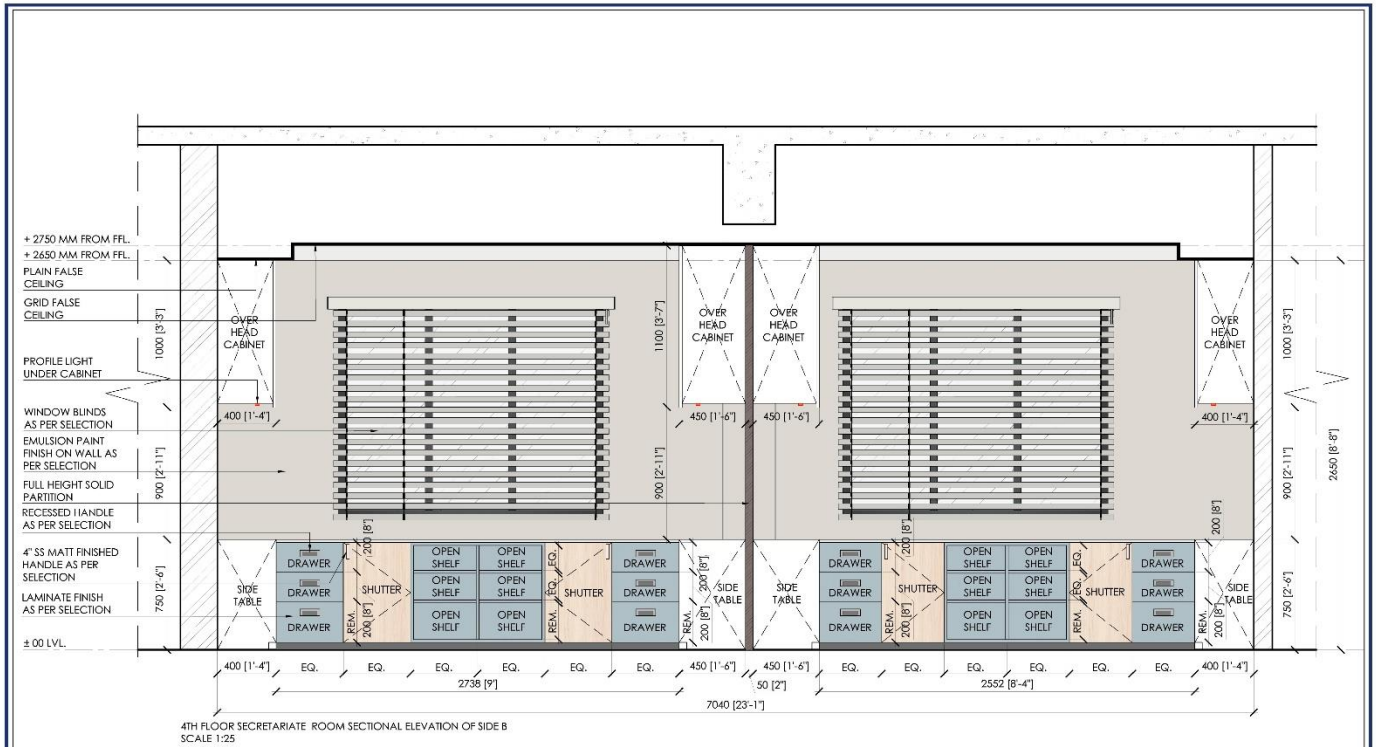 + 2750 MM FROM FFL.
+ 2650 MM FROM FFL.
PLAIN FALSE
CEILING
GRID FALSE
CEILING
PROFILE LIGHT
UNDER CABINET
WINDOW BLINDS
AS PER SELECTION
EMULSION PAINT
FINISH ON WALL AS
PER SELECTION
FULL HEIGHT SOLID
PARTITION
RECESSED HANDLE
AS PER SELECTION
4" SS MATT FINISHED
HANDLE AS PER
SELECTION
LAMINATE FINISH
AS PER SELECTION
± 00 LVL.
1000 [3'-3"]
900 [2'-11"]
750 [2'-6"]
OVER
HEAD
CABINET
400 [1'-4"]
1100 [3'-7"]
900 [2'-11"]
OVER
HEAD
CABINET
450 [1'-6"]
OVER
HEAD
CABINET
450 [1'-6"]
OVER
HEAD
CABINET
400 [1'-4"]
1000 [3'-3"]
900 [2'-11"]
750 [2'-6"]
2650 [8'-8"]
SIDE
TABLE
DRAWER
DRAWER
DRAWER
200 [8"]
SHUTTER
REM.
200 [8"]
OPEN
SHELF
OPEN
SHELF
OPEN
SHELF
OPEN
SHELF
OPEN
SHELF
OPEN
SHELF
EQ.
EQ.
REM.
SHUTTER
DRAWER
DRAWER
DRAWER
200 [8"]
200 [8"]
SIDE
TABLE
SIDE
TABLE
DRAWER
DRAWER
DRAWER
200 [8"]
SHUTTER
200 [8"]
OPEN
SHELF
OPEN
SHELF
OPEN
SHELF
OPEN
SHELF
OPEN
SHELF
OPEN
SHELF
EQ.
EQ.
REM.
SHUTTER
DRAWER
DRAWER
DRAWER
200 [8"]
REM.
200 [8"]
SIDE
TABLE
400 [1'-4"]
EQ.
EQ.
EQ.
EQ.
EQ.
EQ.
450 [1'-6"]
450 [1'-6"]
EQ.
EQ.
EQ.
EQ.
EQ.
EQ.
400 [1'-4"]
2738 [9']
50 [2"]
2552 [8'-4"]
7040 [23'-1"]
4TH FLOOR SECRETARIATE ROOM SECTIONAL ELEVATION OF SIDE B
SCALE 1:25